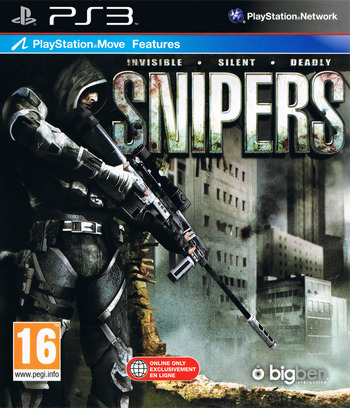 PS3
PlayStation®Network
PlayStation®Move Features
INVISIBLE • SILENT • DEADLY
SNIPERS
16
www.pegi.info
ONLINE ONLY
EXCLUSIVEMENT
EN LIGNE
bigben
interactive